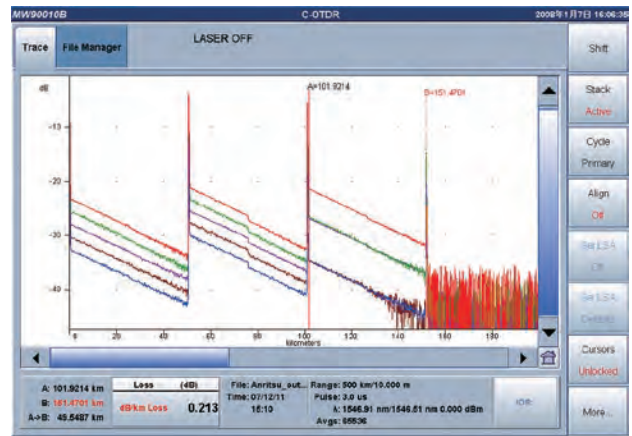 MW90010B C-OTDR 2008年1月7日 16:06:35
Trace File Manager LASER OFF
Shift
Stack
Active
Cycle
Primary
Align
Off
Off
Cursors
Unlocked
More...
dB A=101.9214 B=151.4701
-10
-20
-30
-40
0 20 40 60 80 100 120 140 160 180
kilometers
A: 101.9214 km
B: 151.4701 km
A->B: 49.5487 km
Loss (dB)
dB/km Loss 0.213
File: Anritsu_out... Range: 500 km/10.000 m
Time: 07/12/11 Pulse: 3.0 us
15:10 λ: 1546.91 nm/1546.51 nm 0.000 dBm
Avgs: 65536